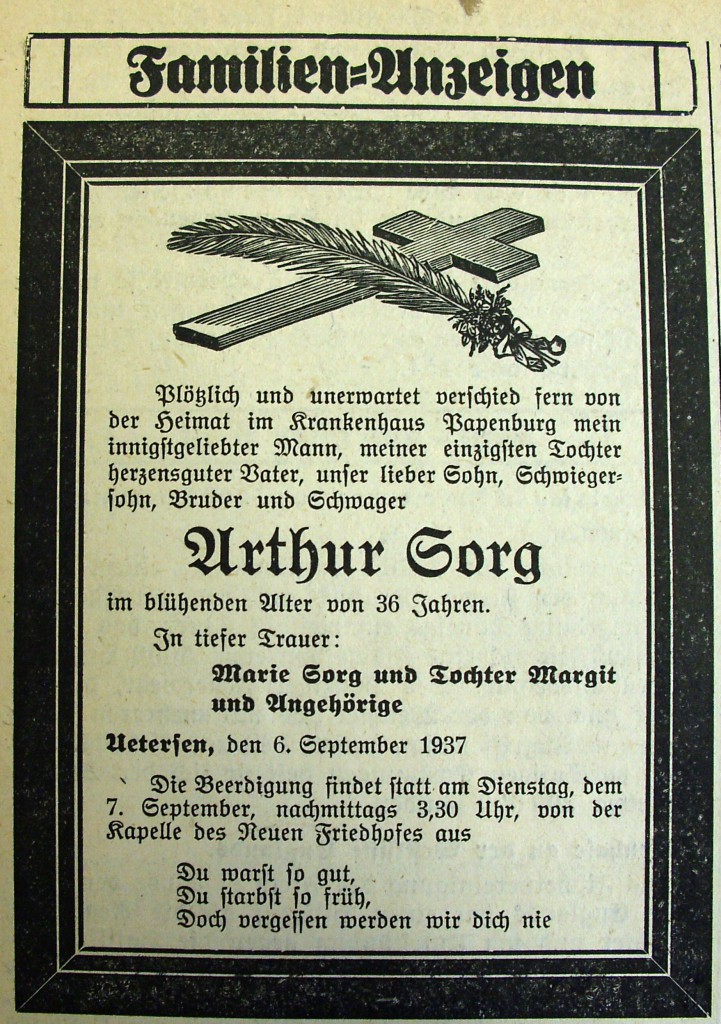 Familien-Anzeigen
Plötzlich und unerwartet verschied fern von
der Heimat im Krankenhaus Papenburg mein
innigstgeliebter Mann, meiner einzigsten Tochter
herzensguter Vater, unser lieber Sohn, Schwieger-
sohn, Bruder und Schwager
Arthur Sorg
im blühenden Alter von 36 Jahren.
In tiefer Trauer:
Marie Sorg und Tochter Margit
und Angehörige
Uetersen, den 6. September 1937
Die Beerdigung findet statt am Dienstag, dem
7. September, nachmittags 3,30 Uhr, von der
Kapelle des Neuen Friedhofes aus
Du warst so gut,
Du starbst so früh,
Doch vergessen werden wir dich nie